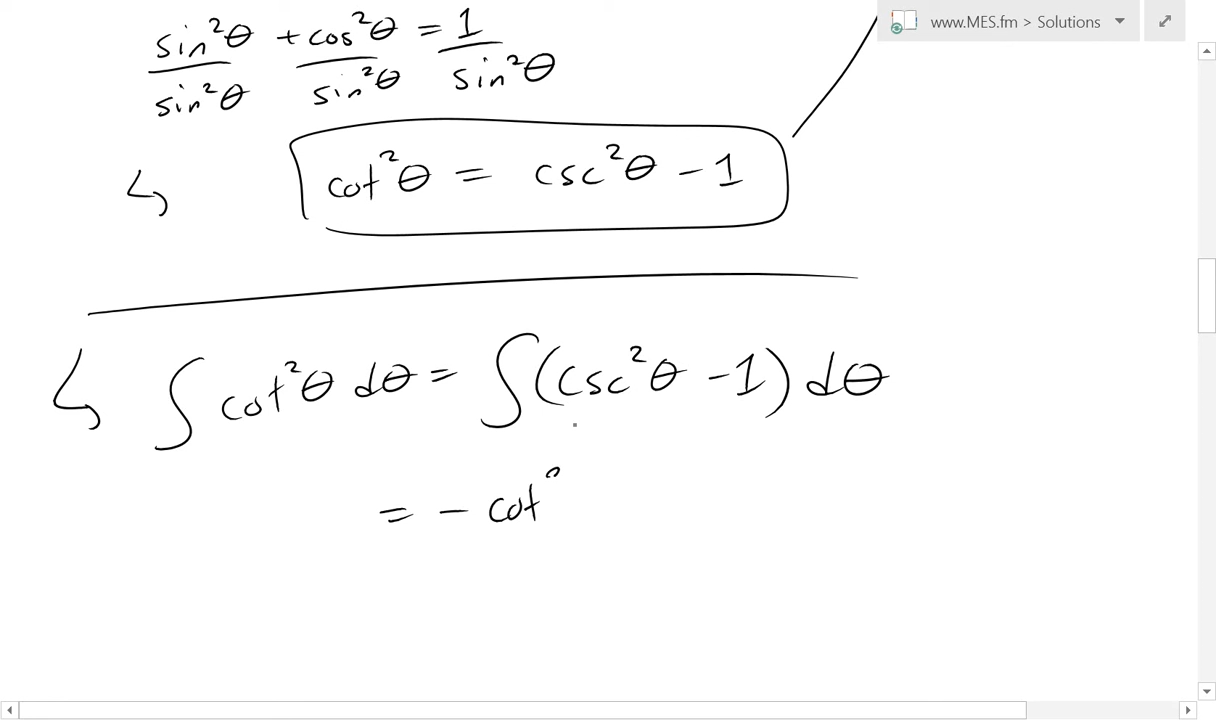 www.MES.fm > Solutions
sin²θ/sin²θ + cos²θ/sin²θ = 1/sin²θ
↳ cot²θ = csc²θ - 1
↳ ∫ cot²θ dθ = ∫(csc²θ - 1) dθ
= - cot